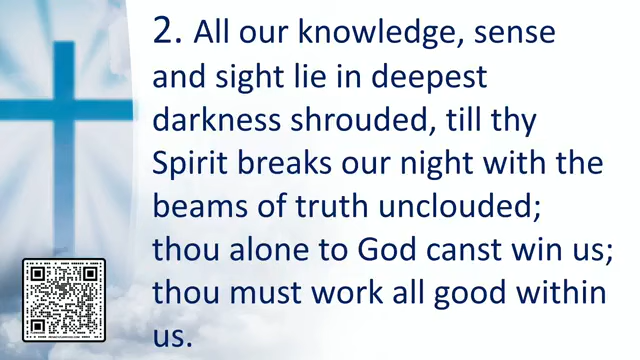 2. All our knowledge, sense
and sight lie in deepest
darkness shrouded, till thy
Spirit breaks our night with the
beams of truth unclouded;
thou alone to God canst win us;
thou must work all good within
us.